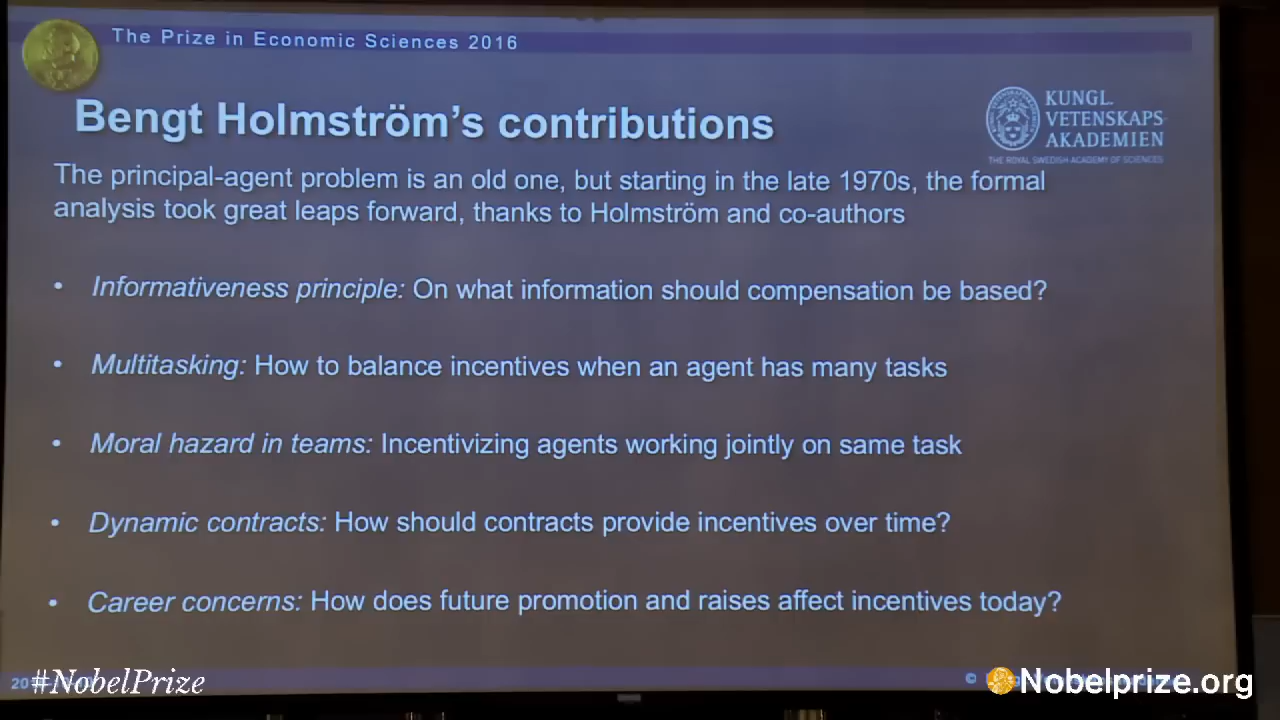 The Prize in Economic Sciences 2016
Bengt Holmström's contributions
KUNGL.
VETENSKAPS
AKADEMIEN
THE ROYAL SWEDISH ACADEMY OF SCIENCES
The principal-agent problem is an old one, but starting in the late 1970s, the formal
analysis took great leaps forward, thanks to Holmström and co-authors
• Informativeness principle: On what information should compensation be based?
• Multitasking: How to balance incentives when an agent has many tasks
• Moral hazard in teams: Incentivizing agents working jointly on same task
• Dynamic contracts: How should contracts provide incentives over time?
• Career concerns: How does future promotion and raises affect incentives today?
#NobelPrize
©
Nobelprize.org